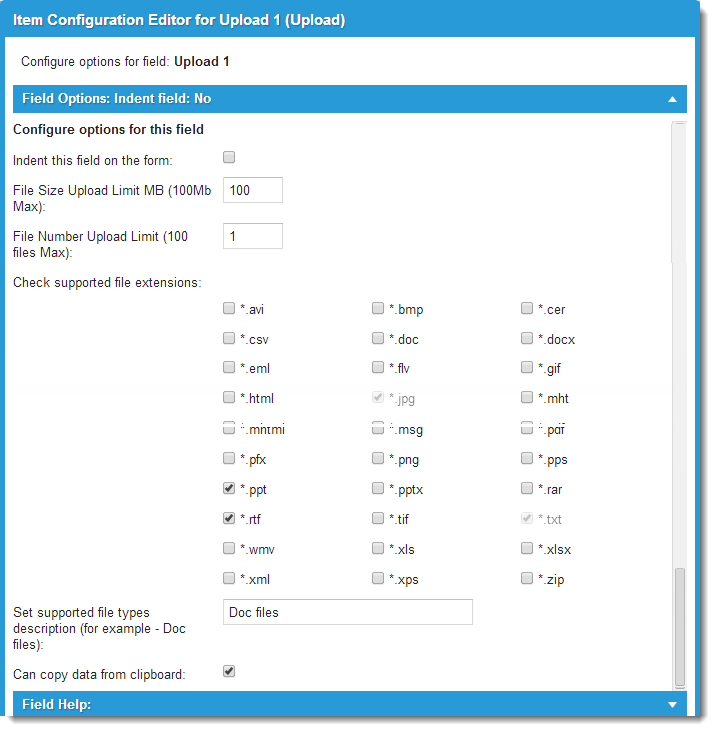 Item Configuration Editor for Upload 1 (Upload)
Configure options for field: Upload 1
Field Options: Indent field: No
Configure options for this field
Indent this field on the form:
File Size Upload Limit MB (100Mb
Max):
100
File Number Upload Limit (100
files Max):
1
Check supported file extensions:
*.avi *.bmp *.cer
*.csv *.doc *.docx
*.eml *.flv *.gif
*.html *.jpg *.mht
*.mhtml *.msg *.pdf
*.pfx *.png *.pps
*.ppt *.pptx *.rar
*.rtf *.tif *.txt
*.wmv *.xls *.xlsx
*.xml *.xps *.zip
Set supported file types
description (for example - Doc
files):
Doc files
Can copy data from clipboard:
Field Help: